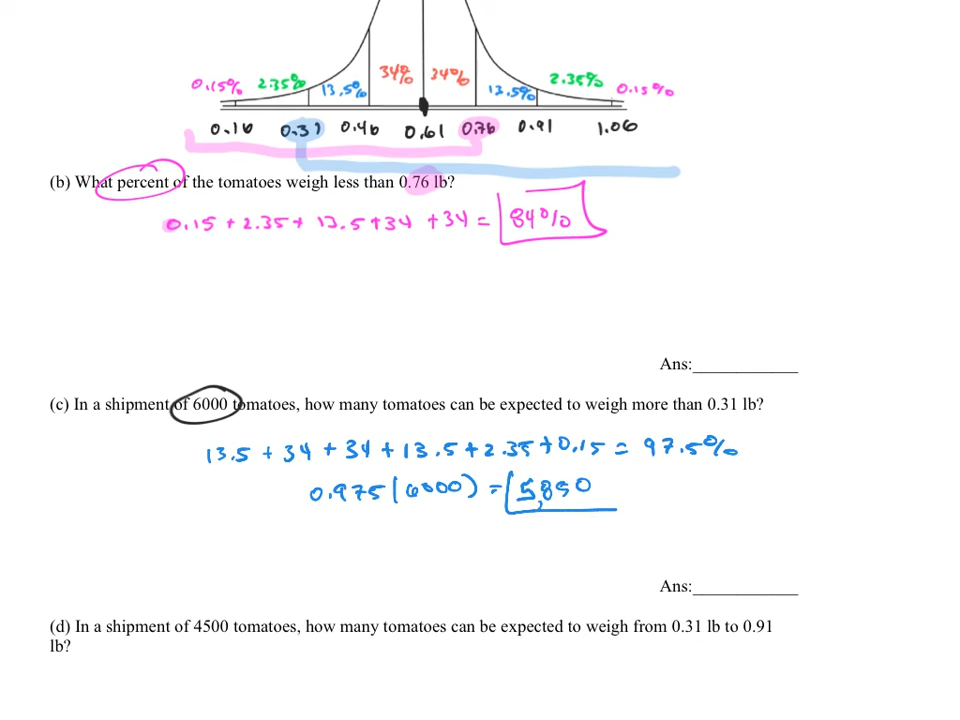 34% 34%
0.15% 2.35% 13.5% 13.5% 2.35% 0.15%
0.16 0.31 0.46 0.61 0.76 0.91 1.06
(b) What percent of the tomatoes weigh less than 0.76 lb?
0.15 + 2.35 + 13.5 + 34 + 34 = 84%
Ans:____________
(c) In a shipment of 6000 tomatoes, how many tomatoes can be expected to weigh more than 0.31 lb?
13.5 + 34 + 34 + 13.5 + 2.35 + 0.15 = 97.5%
0.975(6000) = 5,850
Ans:____________
(d) In a shipment of 4500 tomatoes, how many tomatoes can be expected to weigh from 0.31 lb to 0.91
lb?